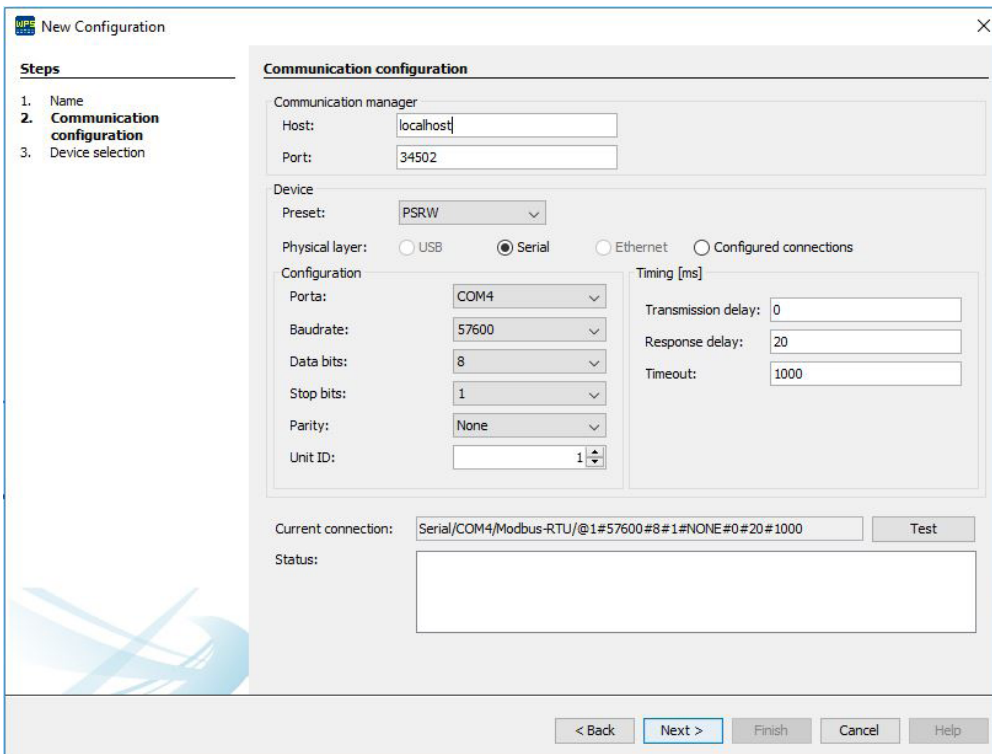 WPS
New Configuration
Steps
1. Name
2. Communication
configuration
3. Device selection
Communication configuration
Communication manager
Host: localhost
Port: 34502
Device
Preset: PSRW
Physical layer: USB Serial Ethernet Configured connections
Configuration
Porta: COM4
Baudrate: 57600
Data bits: 8
Stop bits: 1
Parity: None
Unit ID: 1
Timing [ms]
Transmission delay: 0
Response delay: 20
Timeout: 1000
Current connection: Serial/COM4/Modbus-RTU/@1#57600#8#1#NONE#0#20#1000 Test
Status:
< Back Next > Finish Cancel Help